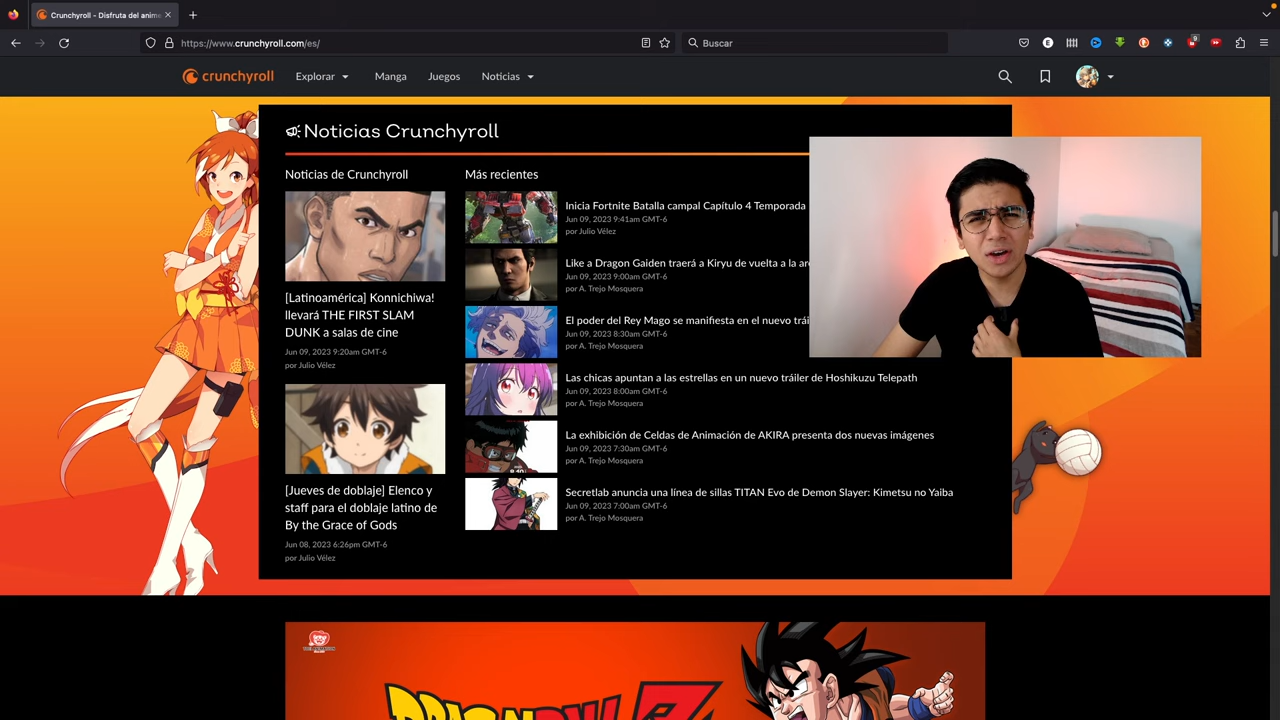 Crunchyroll - Disfruta del anime
https://www.crunchyroll.com/es/
Buscar
9
crunchyroll
Explorar
Manga
Juegos
Noticias
Noticias Crunchyroll
Noticias de Crunchyroll
[Latinoamérica] Konnichiwa!
llevará THE FIRST SLAM
DUNK a salas de cine
Jun 09, 2023 9:20am GMT-6
por Julio Vélez
[Jueves de doblaje] Elenco y
staff para el doblaje latino de
By the Grace of Gods
Jun 08, 2023 6:26pm GMT-6
por Julio Vélez
Más recientes
Inicia Fortnite Batalla campal Capítulo 4 Temporada
Jun 09, 2023 9:41am GMT-6
por Julio Vélez
Like a Dragon Gaiden traerá a Kiryu de vuelta a la
Jun 09, 2023 9:00am GMT-6
por A. Trejo Mosquera
El poder del Rey Mago se manifiesta en el nuevo
Jun 09, 2023 8:30am GMT-6
por A. Trejo Mosquera
Las chicas apuntan a las estrellas en un nuevo tráiler de Hoshikuzu Telepath
Jun 09, 2023 8:00am GMT-6
por A. Trejo Mosquera
La exhibición de Celdas de Animación de AKIRA presenta dos nuevas imágenes
Jun 09, 2023 7:30am GMT-6
por A. Trejo Mosquera
Secretlab anuncia una línea de sillas TITAN Evo de Demon Slayer: Kimetsu no Yaiba
Jun 09, 2023 7:00am GMT-6
por A. Trejo Mosquera
DRAGON BALL Z